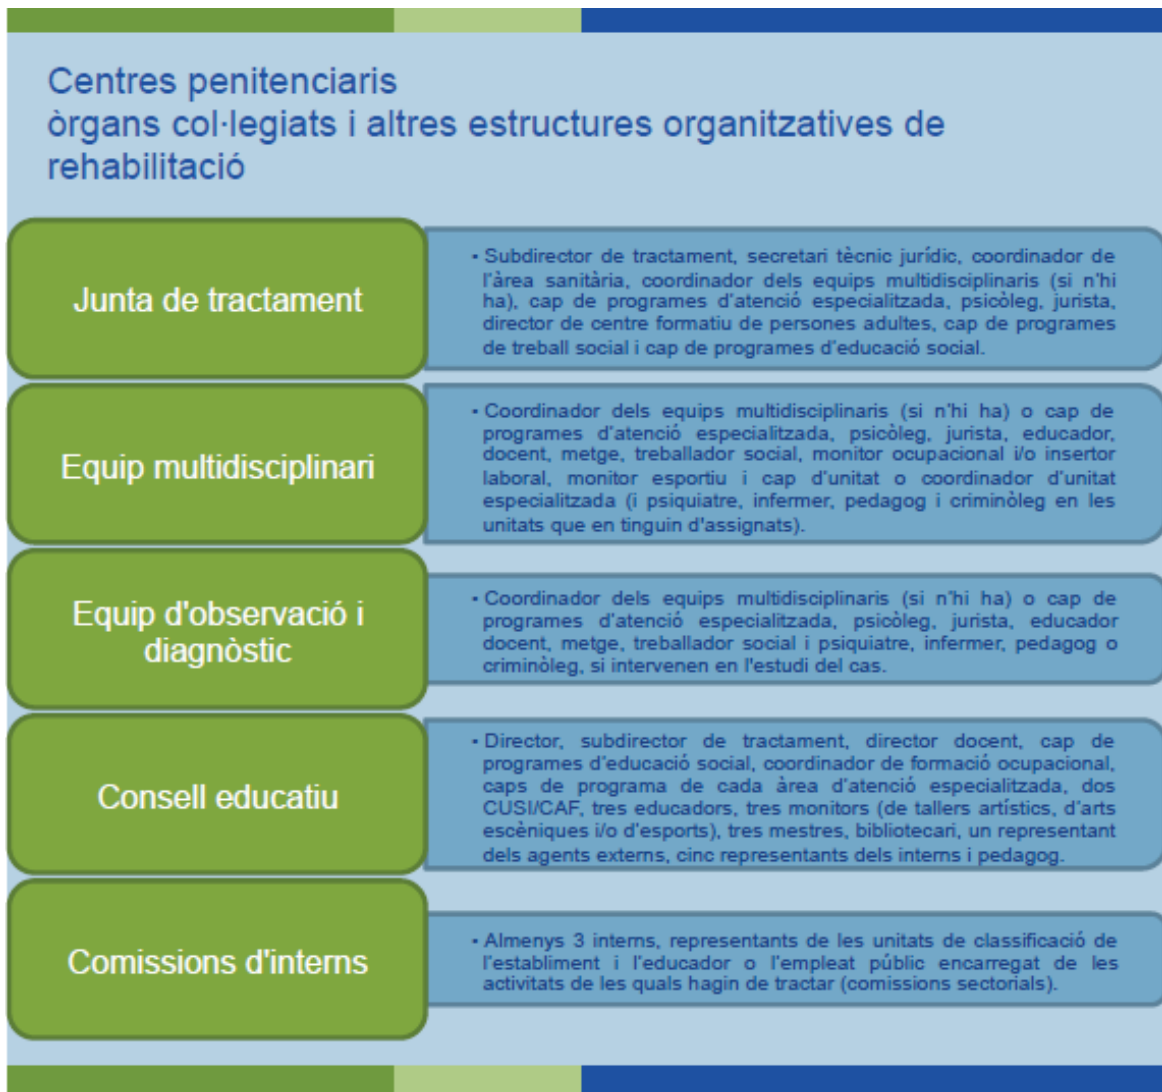 Centres penitenciaris
òrgans col·legiats i altres estructures organitzatives de
rehabilitació
Junta de tractament
• Subdirector de tractament, secretari tècnic jurídic, coordinador de
l'àrea sanitària, coordinador dels equips multidisciplinaris (si n'hi
ha), cap de programes d'atenció especialitzada, psicòleg, jurista,
director de centre formatiu de persones adultes, cap de programes
de treball social i cap de programes d'educació social.
Equip multidisciplinari
• Coordinador dels equips multidisciplinaris (si n'hi ha) o cap de
programes d'atenció especialitzada, psicòleg, jurista, educador,
docent, metge, treballador social, monitor ocupacional i/o insertor
laboral, monitor esportiu i cap d'unitat o coordinador d'unitat
especialitzada (i psiquiatre, infermer, pedagog i criminòleg en les
unitats que en tinguin d'assignats).
Equip d'observació i
diagnòstic
• Coordinador dels equips multidisciplinaris (si n'hi ha) o cap de
programes d'atenció especialitzada, psicòleg, jurista, educador
docent, metge, treballador social i psiquiatre, infermer, pedagog o
criminòleg, si intervenen en l'estudi del cas.
Consell educatiu
• Director, subdirector de tractament, director docent, cap de
programes d'educació social, coordinador de formació ocupacional,
caps de programa de cada àrea d'atenció especialitzada, dos
CUSI/CAF, tres educadors, tres monitors (de tallers artístics, d'arts
escèniques i/o d'esports), tres mestres, bibliotecari, un representant
dels agents externs, cinc representants dels interns i pedagog.
Comissions d'interns
• Almenys 3 interns, representants de les unitats de classificació de
l'establiment i l'educador o l'empleat públic encarregat de les
activitats de les quals hagin de tractar (comissions sectorials).